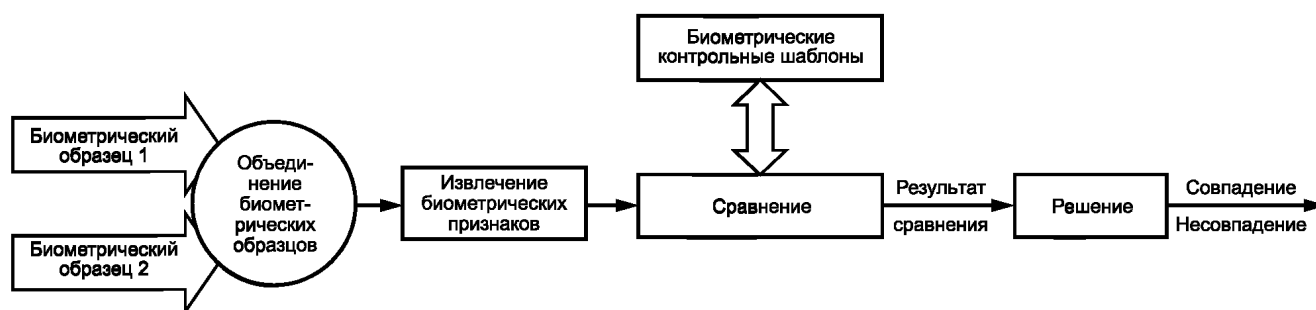 Биометрические
контрольные шаблоны
Биометрический
образец 1
Объеди-
нение
биомет-
рических
образцов
Биометрический
образец 2
Извлечение
биометрических
признаков
Сравнение
Результат
сравнения
Решение
Совпадение
Несовпадение